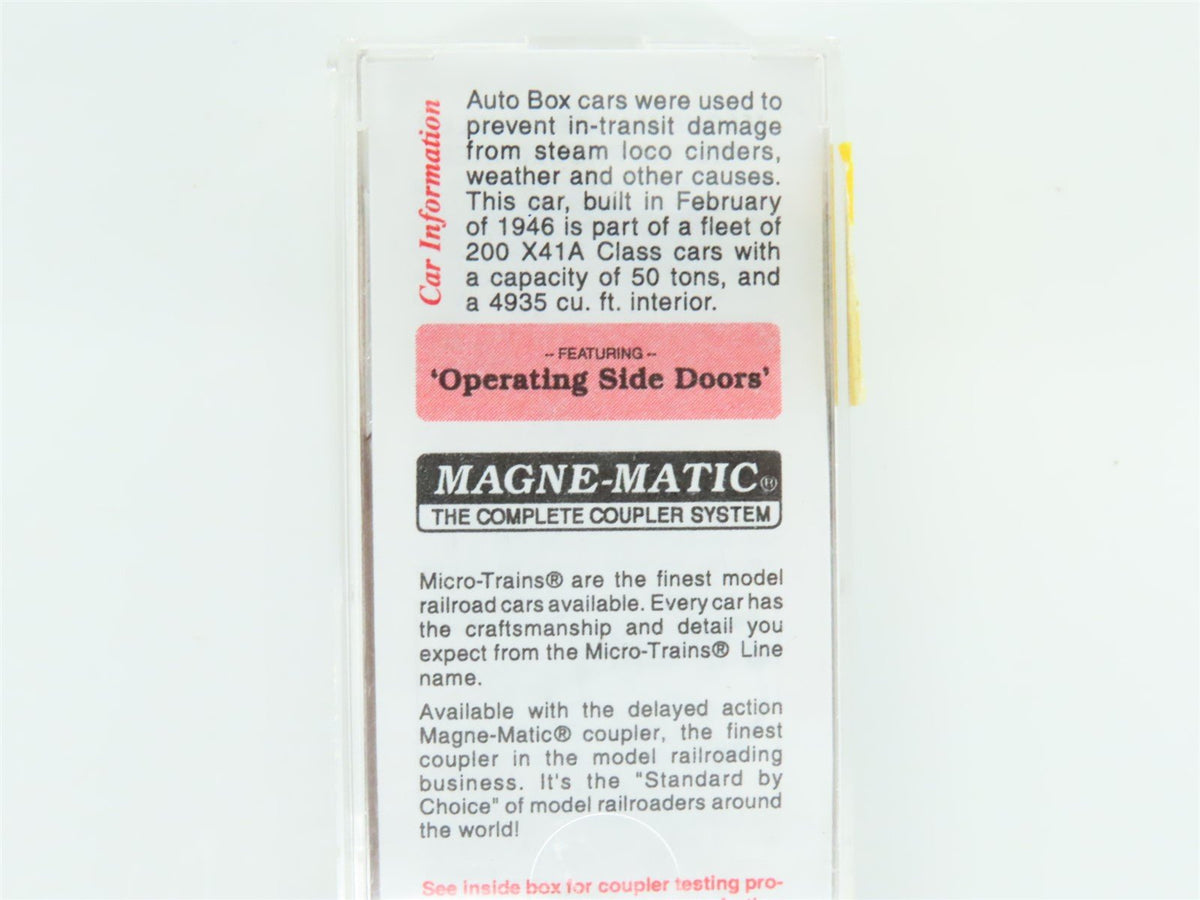 Car Information
Auto Box cars were used to
prevent in-transit damage
from steam loco cinders,
weather and other causes.
This car, built in February
of 1946 is part of a fleet of
200 X41A Class cars with
a capacity of 50 tons, and
a 4935 cu. ft. interior.
-- FEATURING --
'Operating Side Doors'
MAGNE-MATIC®
THE COMPLETE COUPLER SYSTEM
Micro-Trains® are the finest model
railroad cars available. Every car has
the craftsmanship and detail you
expect from the Micro-Trains® Line
name.
Available with the delayed action
Magne-Matic® coupler, the finest
coupler in the model railroading
business. It's the "Standard by
Choice" of model railroaders around
the world!
See inside box for coupler testing pro-